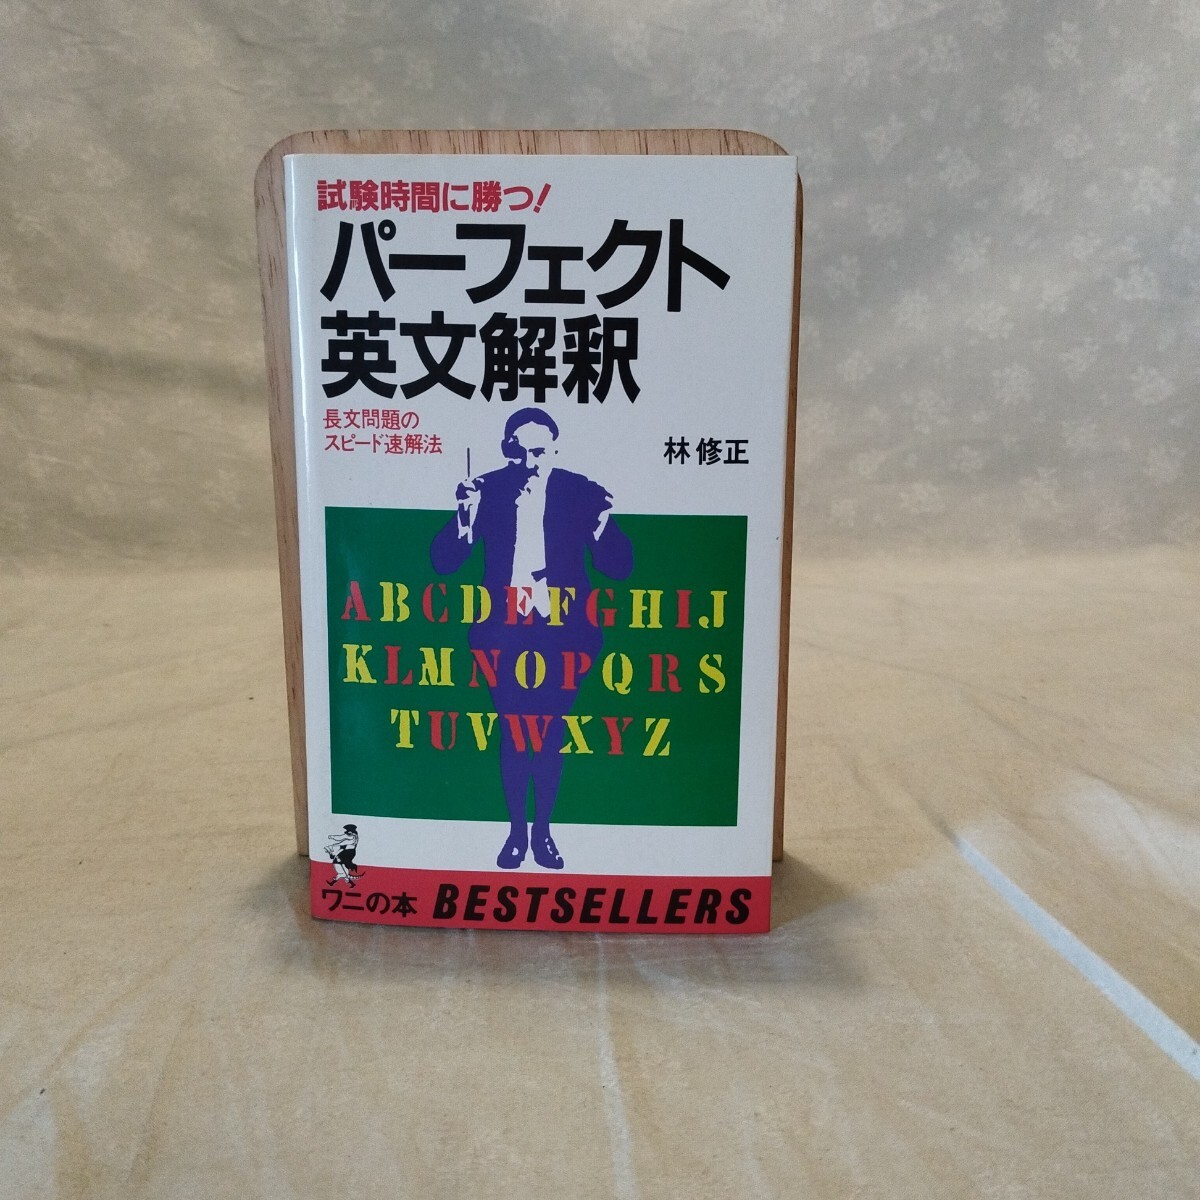 試験時間に勝つ!
パーフェクト
英文解釈
長文問題の
スピード速解法
林 修正
ABCDEFGHIJ
KLMNOPQRS
TUVWXYZ
ワニの本 BESTSELLERS